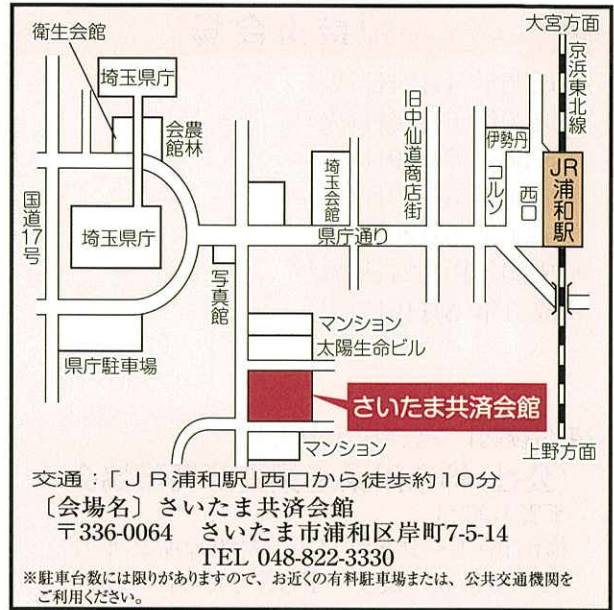 大宮方面
京浜東北線
衛生会館
埼玉県庁
農林会館
旧中仙道商店街
伊勢丹
コルソ
西口
JR浦和駅
埼玉会館
国道17号
埼玉県庁
県庁通り
写真館
マンション
太陽生命ビル
県庁駐車場
さいたま共済会館
マンション
上野方面
交通：「JR浦和駅」西口から徒歩約10分
〔会場名〕さいたま共済会館
〒336-0064 さいたま市浦和区岸町7-5-14
TEL 048-822-3330
※駐車台数には限りがありますので、お近くの有料駐車場または、公共交通機関を
ご利用ください。